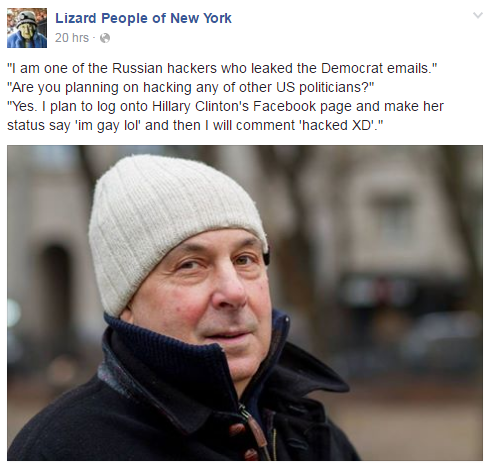 Lizard People of New York
20 hrs ·
"I am one of the Russian hackers who leaked the Democrat emails."
"Are you planning on hacking any of other US politicians?"
"Yes. I plan to log onto Hillary Clinton's Facebook page and make her
status say 'im gay lol' and then I will comment 'hacked XD'."